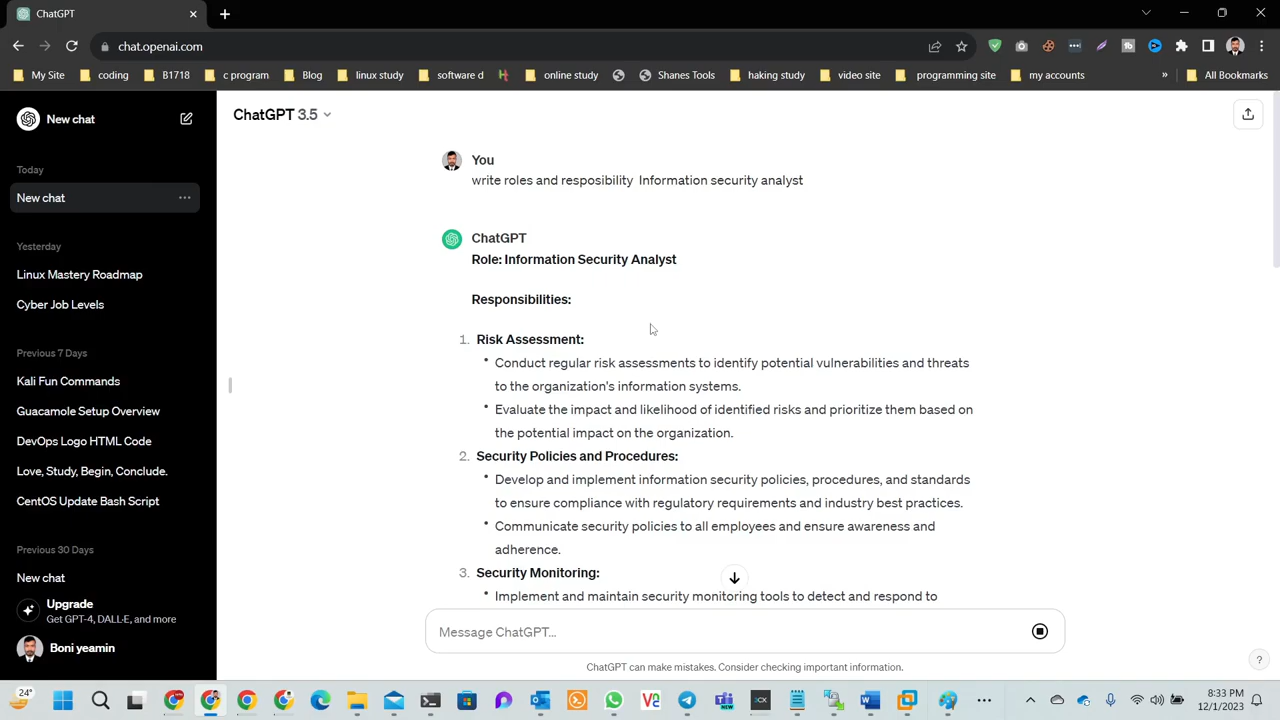 ChatGPT
chat.openai.com
My Site
coding
B1718
c program
Blog
linux study
software d
online study
Shanes Tools
haking study
video site
programming site
my accounts
»
All Bookmarks
New chat
Today
New chat
Yesterday
Linux Mastery Roadmap
Cyber Job Levels
Previous 7 Days
Kali Fun Commands
Guacamole Setup Overview
DevOps Logo HTML Code
Love, Study, Begin, Conclude.
CentOS Update Bash Script
Previous 30 Days
New chat
Upgrade
Get GPT-4, DALL·E, and more
Boni yeamin
ChatGPT 3.5
You
write roles and resposibility Information security analyst
ChatGPT
Role: Information Security Analyst
Responsibilities:
1. Risk Assessment:
• Conduct regular risk assessments to identify potential vulnerabilities and threats
to the organization's information systems.
• Evaluate the impact and likelihood of identified risks and prioritize them based on
the potential impact on the organization.
2. Security Policies and Procedures:
• Develop and implement information security policies, procedures, and standards
to ensure compliance with regulatory requirements and industry best practices.
• Communicate security policies to all employees and ensure awareness and
adherence.
3. Security Monitoring:
• Implement and maintain security monitoring tools to detect and respond to
Message ChatGPT...
ChatGPT can make mistakes. Consider checking important information.
?
24°
8:33 PM
12/1/2023